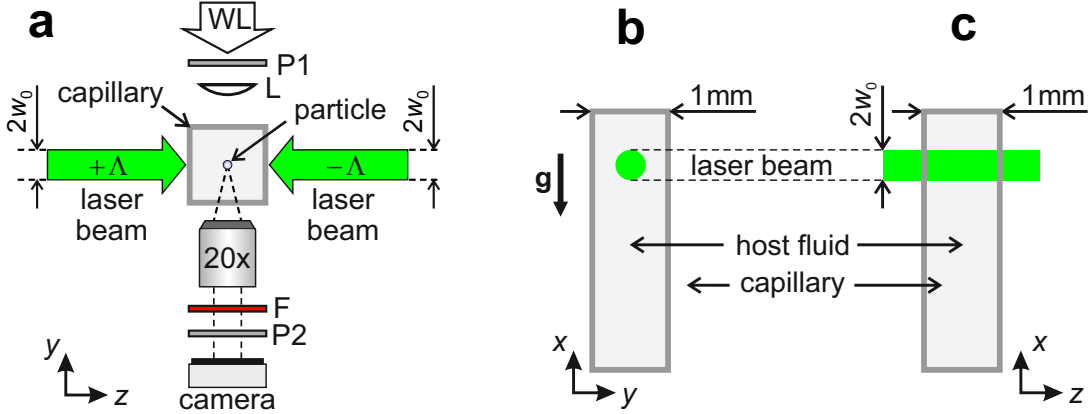 a
WL
P1
L
capillary
particle
2w₀
2w₀
+Λ
−Λ
laser
beam
laser
beam
20x
F
P2
camera
y
z
b
c
1mm
2w₀
1mm
g
laser beam
host fluid
capillary
x
y
x
z